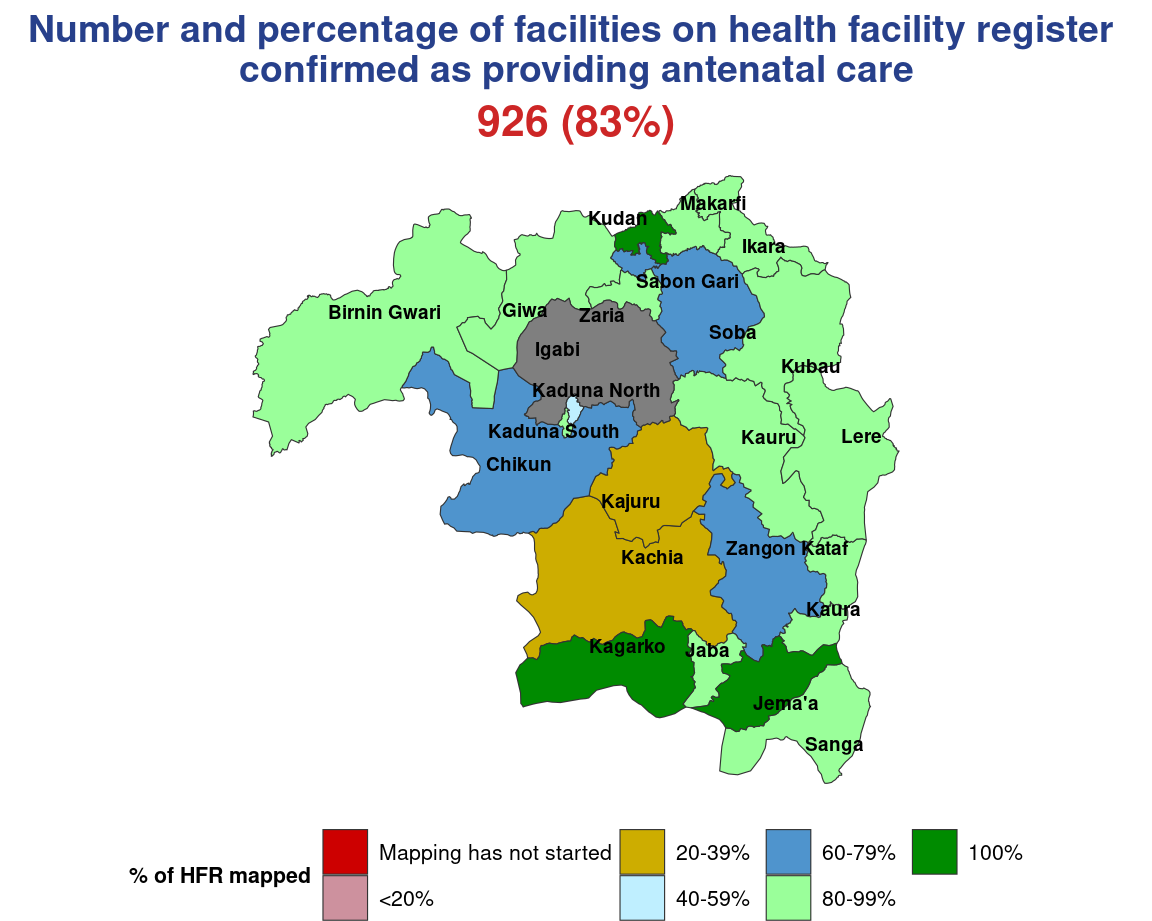 Number and percentage of facilities on health facility register
confirmed as providing antenatal care
926 (83%)
Makarfi
Kudan
Ikara
Sabon Gari
Birnin Gwari
Giwa
Zaria
Soba
Igabi
Kubau
Kaduna North
Kaduna South
Kauru
Lere
Chikun
Kajuru
Zangon Kataf
Kachia
Kaura
Kagarko
Jaba
Jema'a
Sanga
% of HFR mapped
Mapping has not started
<20%
20-39%
40-59%
60-79%
80-99%
100%